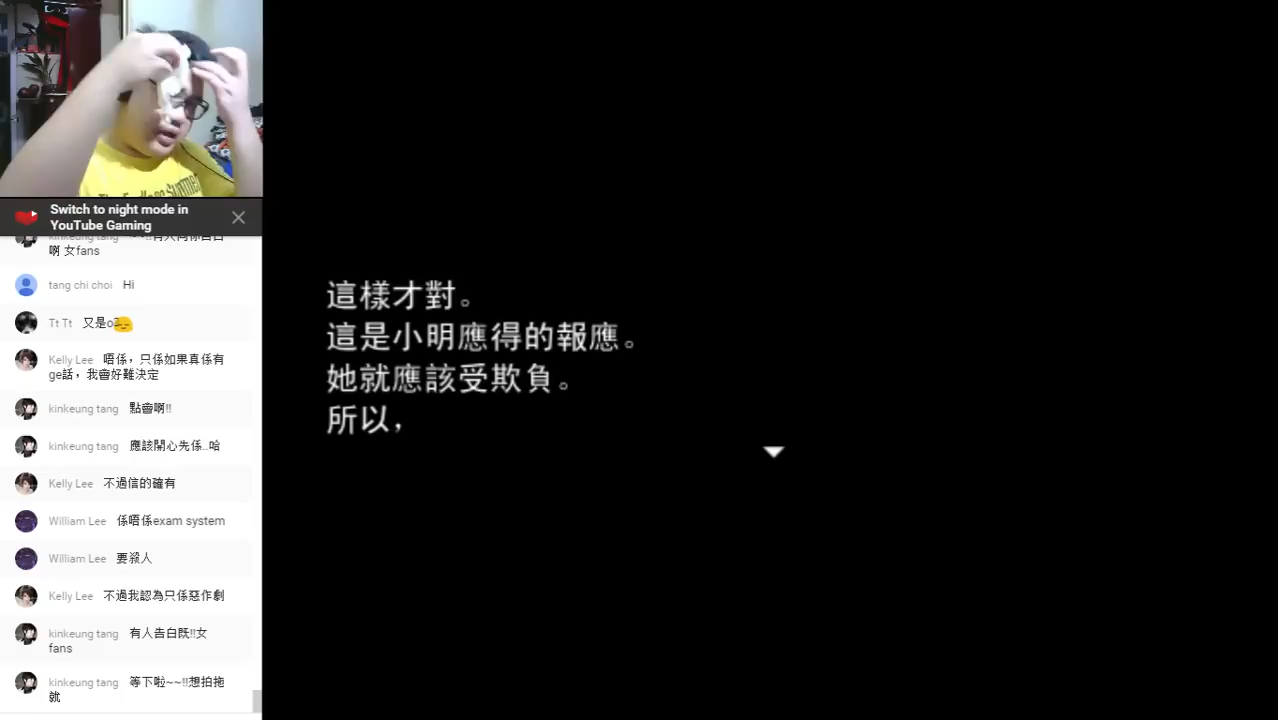 Switch to night mode in
YouTube Gaming
kinkeung tang
啊 女fans
tang chi choi Hi
Tt Tt 又是
Kelly Lee 唔係，只係如果真係有
ge話，我會好難決定
kinkeung tang 點會啊!!
kinkeung tang 應該開心先係..哈
Kelly Lee 不過信的確有
William Lee 係唔係exam system
William Lee 要殺人
Kelly Lee 不過我認為只係惡作劇
kinkeung tang 有人告白既!!女
fans
kinkeung tang 等下啦~~!!想拍拖
就
這樣才對。
這是小明應得的報應。
她就應該受欺負。
所以，